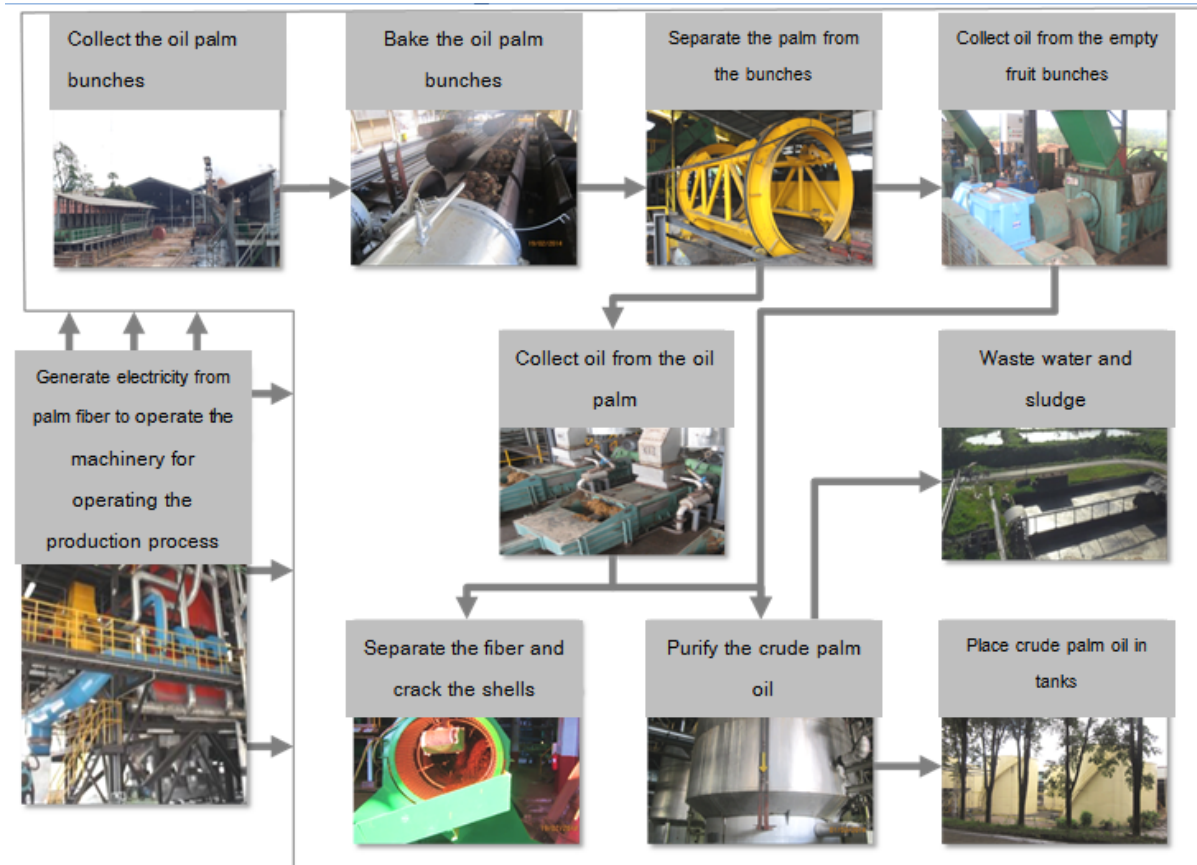 Collect the oil palm
bunches
Bake the oil palm
bunches
Separate the palm from
the bunches
Collect oil from the empty
fruit bunches
Collect oil from the oil
palm
Waste water and
sludge
Generate electricity from
palm fiber to operate the
machinery for
operating the
production process
Separate the fiber and
crack the shells
Purify the crude palm
oil
Place crude palm oil in
tanks